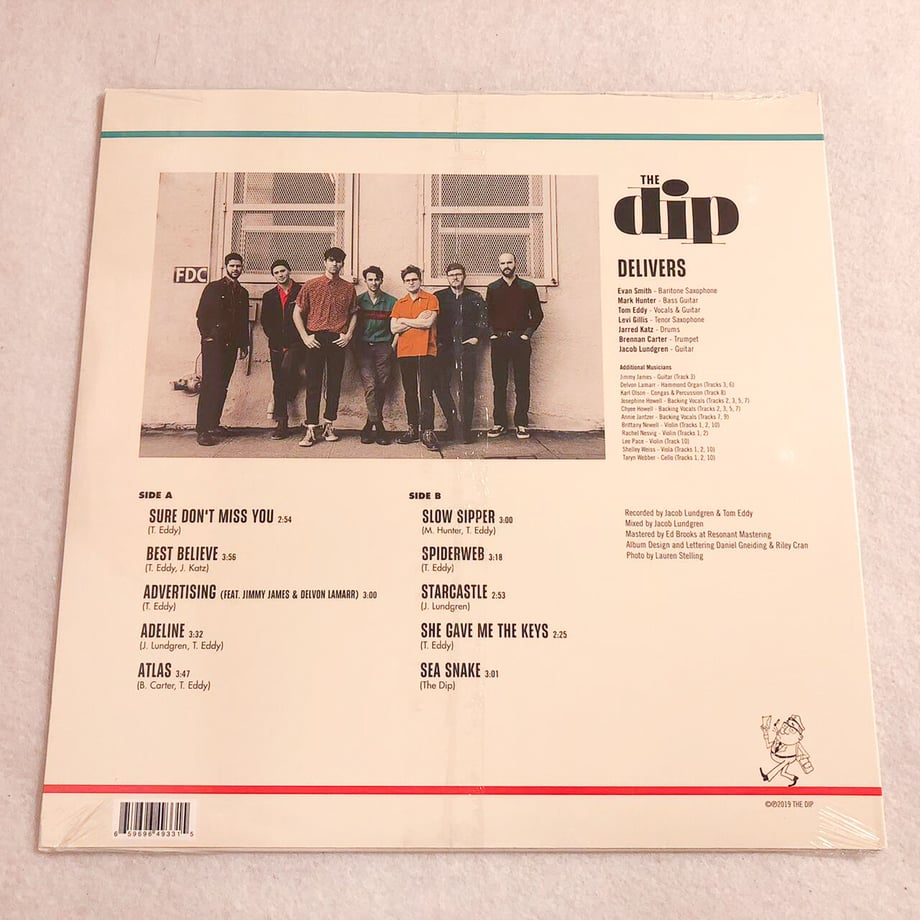 THE
dip
DELIVERS
FDC
Evan Smith - Baritone Saxophone
Mark Hunter - Bass Guitar
Tom Eddy - Vocals & Guitar
Levi Gillis - Tenor Saxophone
Jarred Katz - Drums
Brennan Carter - Trumpet
Jacob Lundgren - Guitar
Additional Musicians
Jimmy James - Guitar (Track 3)
Delvon Lamarr - Hammond Organ (Tracks 3, 6)
Karl Olson - Congas & Percussion (Track 8)
Josephine Howell - Backing Vocals (Tracks 2, 3, 5, 7)
Chyee Howell - Backing Vocals (Tracks 2, 3, 5, 7)
Annie Jantzer - Backing Vocals (Tracks 7, 9)
Brittany Newell - Violin (Tracks 1, 2, 10)
Rachel Nesvig - Violin (Tracks 1, 2)
Lee Pace - Violin (Track 10)
Shelley Weiss - Viola (Tracks 1, 2, 10)
Taryn Webber - Cello (Tracks 1, 2, 10)
SIDE A
SURE DON'T MISS YOU 2:54
(T. Eddy)
BEST BELIEVE 3:56
(T. Eddy, J. Katz)
ADVERTISING (FEAT. JIMMY JAMES & DELVON LAMARR) 3:00
(T. Eddy)
ADELINE 3:32
(J. Lundgren, T. Eddy)
ATLAS 3:47
(B. Carter, T. Eddy)
SIDE B
SLOW SIPPER 3:00
(M. Hunter, T. Eddy)
SPIDERWEB 3:18
(T. Eddy)
STARCASTLE 2:53
(J. Lundgren)
SHE GAVE ME THE KEYS 2:25
(T. Eddy)
SEA SNAKE 3:01
(The Dip)
Recorded by Jacob Lundgren & Tom Eddy
Mixed by Jacob Lundgren
Mastered by Ed Brooks at Resonant Mastering
Album Design and Lettering Daniel Gneiding & Riley Cran
Photo by Lauren Stelling
©℗2019 THE DIP
6 59696 49331 5